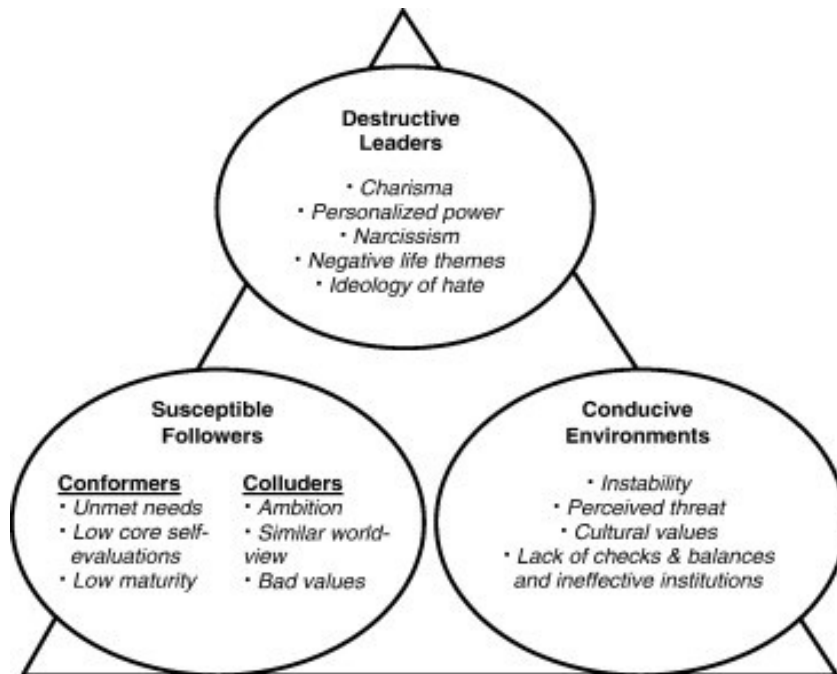 Destructive
Leaders
· Charisma
· Personalized power
· Narcissism
· Negative life themes
· Ideology of hate
Susceptible
Followers
Conformers
· Unmet needs
· Low core self-
evaluations
· Low maturity
Colluders
· Ambition
· Similar world-
view
· Bad values
Conducive
Environments
· Instability
· Perceived threat
· Cultural values
· Lack of checks & balances
and ineffective institutions